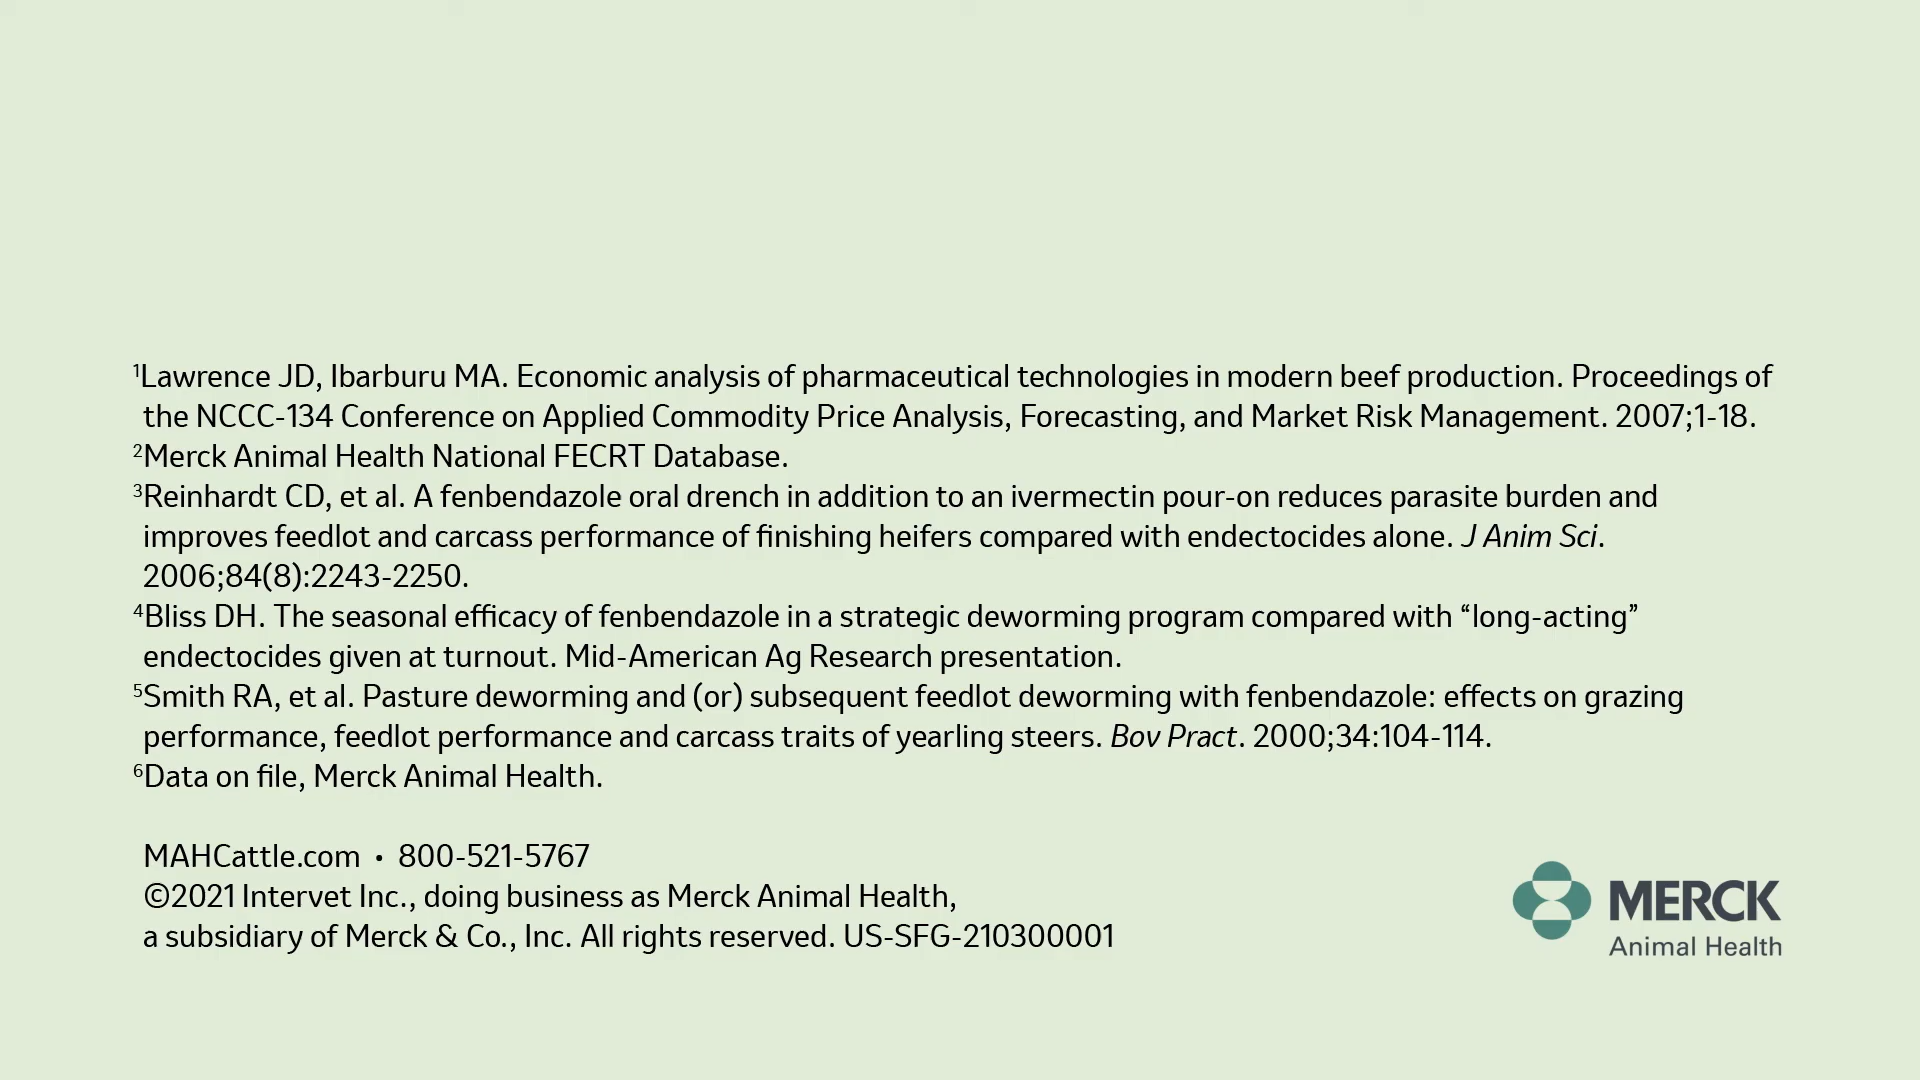 ¹Lawrence JD, Ibarburu MA. Economic analysis of pharmaceutical technologies in modern beef production. Proceedings of
the NCCC-134 Conference on Applied Commodity Price Analysis, Forecasting, and Market Risk Management. 2007;1-18.
²Merck Animal Health National FECRT Database.
³Reinhardt CD, et al. A fenbendazole oral drench in addition to an ivermectin pour-on reduces parasite burden and
improves feedlot and carcass performance of finishing heifers compared with endectocides alone. J Anim Sci.
2006;84(8):2243-2250.
⁴Bliss DH. The seasonal efficacy of fenbendazole in a strategic deworming program compared with “long-acting”
endectocides given at turnout. Mid-American Ag Research presentation.
⁵Smith RA, et al. Pasture deworming and (or) subsequent feedlot deworming with fenbendazole: effects on grazing
performance, feedlot performance and carcass traits of yearling steers. Bov Pract. 2000;34:104-114.
⁶Data on file, Merck Animal Health.
MAHCattle.com • 800-521-5767
©2021 Intervet Inc., doing business as Merck Animal Health,
a subsidiary of Merck & Co., Inc. All rights reserved. US-SFG-210300001
MERCK
Animal Health